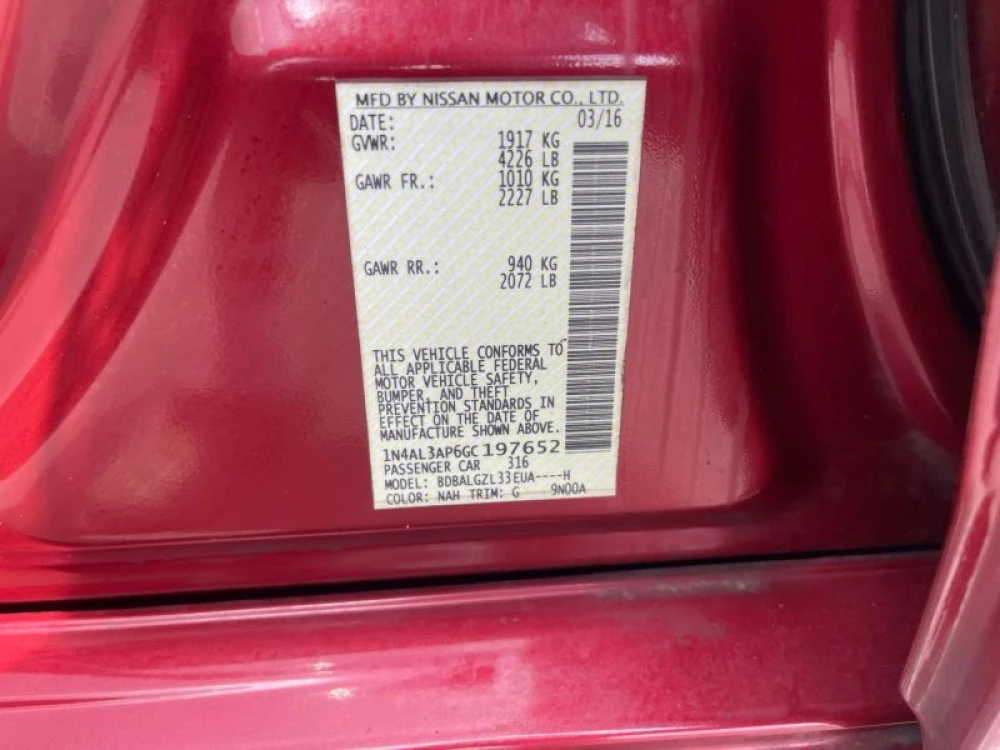 MFD BY NISSAN MOTOR CO., LTD.
DATE: 03/16
GVWR: 1917 KG
4226 LB
GAWR FR.: 1010 KG
2227 LB
GAWR RR.: 940 KG
2072 LB
THIS VEHICLE CONFORMS TO
ALL APPLICABLE FEDERAL
MOTOR VEHICLE SAFETY,
BUMPER, AND THEFT
PREVENTION STANDARDS IN
EFFECT ON THE DATE OF
MANUFACTURE SHOWN ABOVE.
1N4AL3AP6GC197652
PASSENGER CAR 316
MODEL: BDBALGZL33EUA----H
COLOR: NAH TRIM: G 9N00A